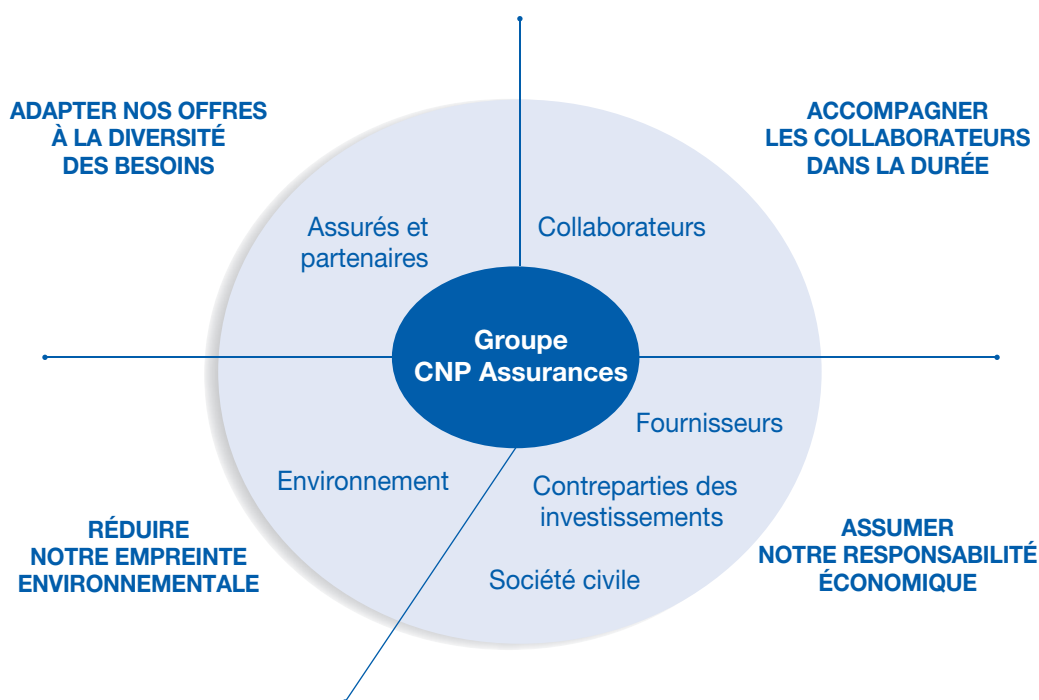 ADAPTER NOS OFFRES
À LA DIVERSITÉ
DES BESOINS
ACCOMPAGNER
LES COLLABORATEURS
DANS LA DURÉE
Assurés et
partenaires
Collaborateurs
Groupe
CNP Assurances
Fournisseurs
Environnement
Contreparties des
investissements
Société civile
RÉDUIRE
NOTRE EMPREINTE
ENVIRONNEMENTALE
ASSUMER
NOTRE RESPONSABILITÉ
ÉCONOMIQUE